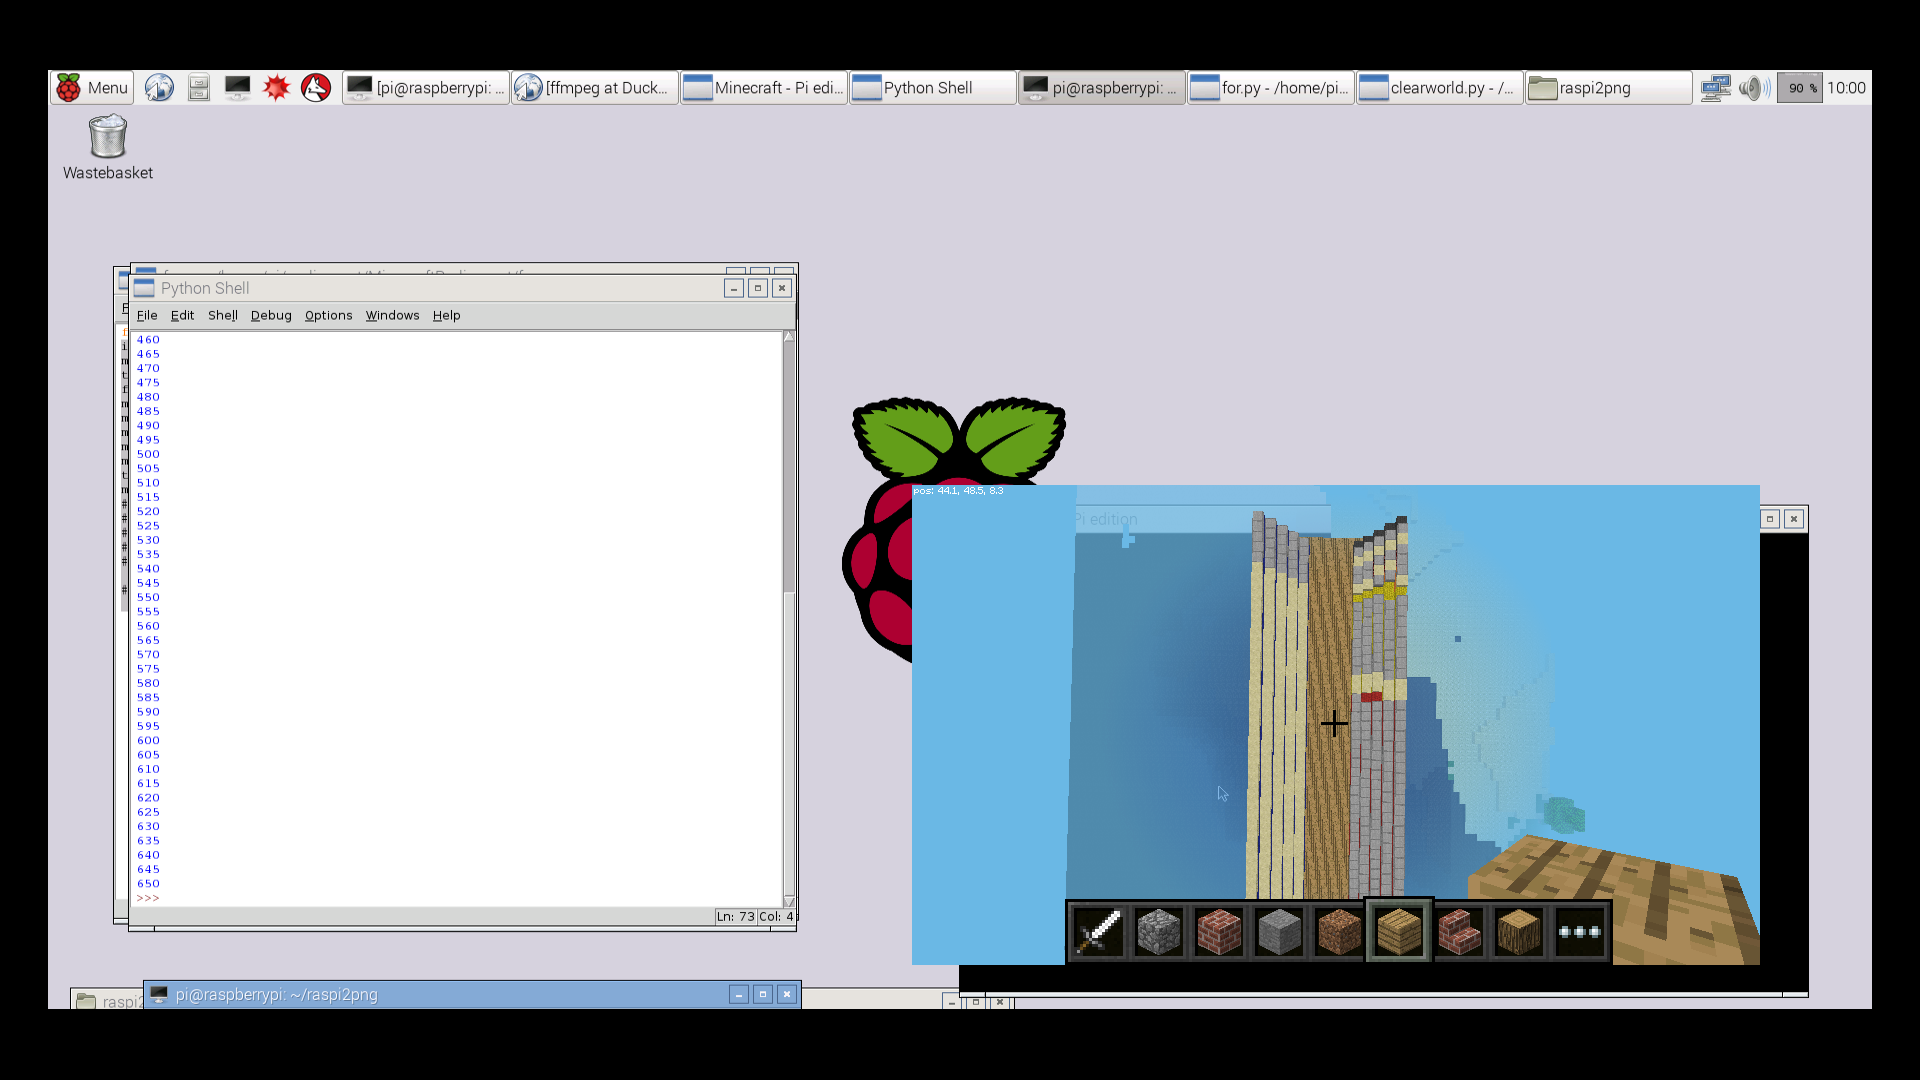 Menu
[pi@raspberrypi: ...
[ffmpeg at Duck...
Minecraft - Pi edi...
Python Shell
pi@raspberrypi: ...
for.py - /home/pi...
clearworld.py - /...
raspi2png
90 %
10:00
Wastebasket
Python Shell
File Edit Shell Debug Options Windows Help
460
465
470
475
480
485
490
495
500
505
510
515
520
525
530
535
540
545
550
555
560
565
570
575
580
585
590
595
600
605
610
615
620
625
630
635
640
645
650
>>>
Ln: 73 Col: 4
pos: 44.1, 48.5, 8.3
Pi edition
pi@raspberrypi: ~/raspi2png
raspi2